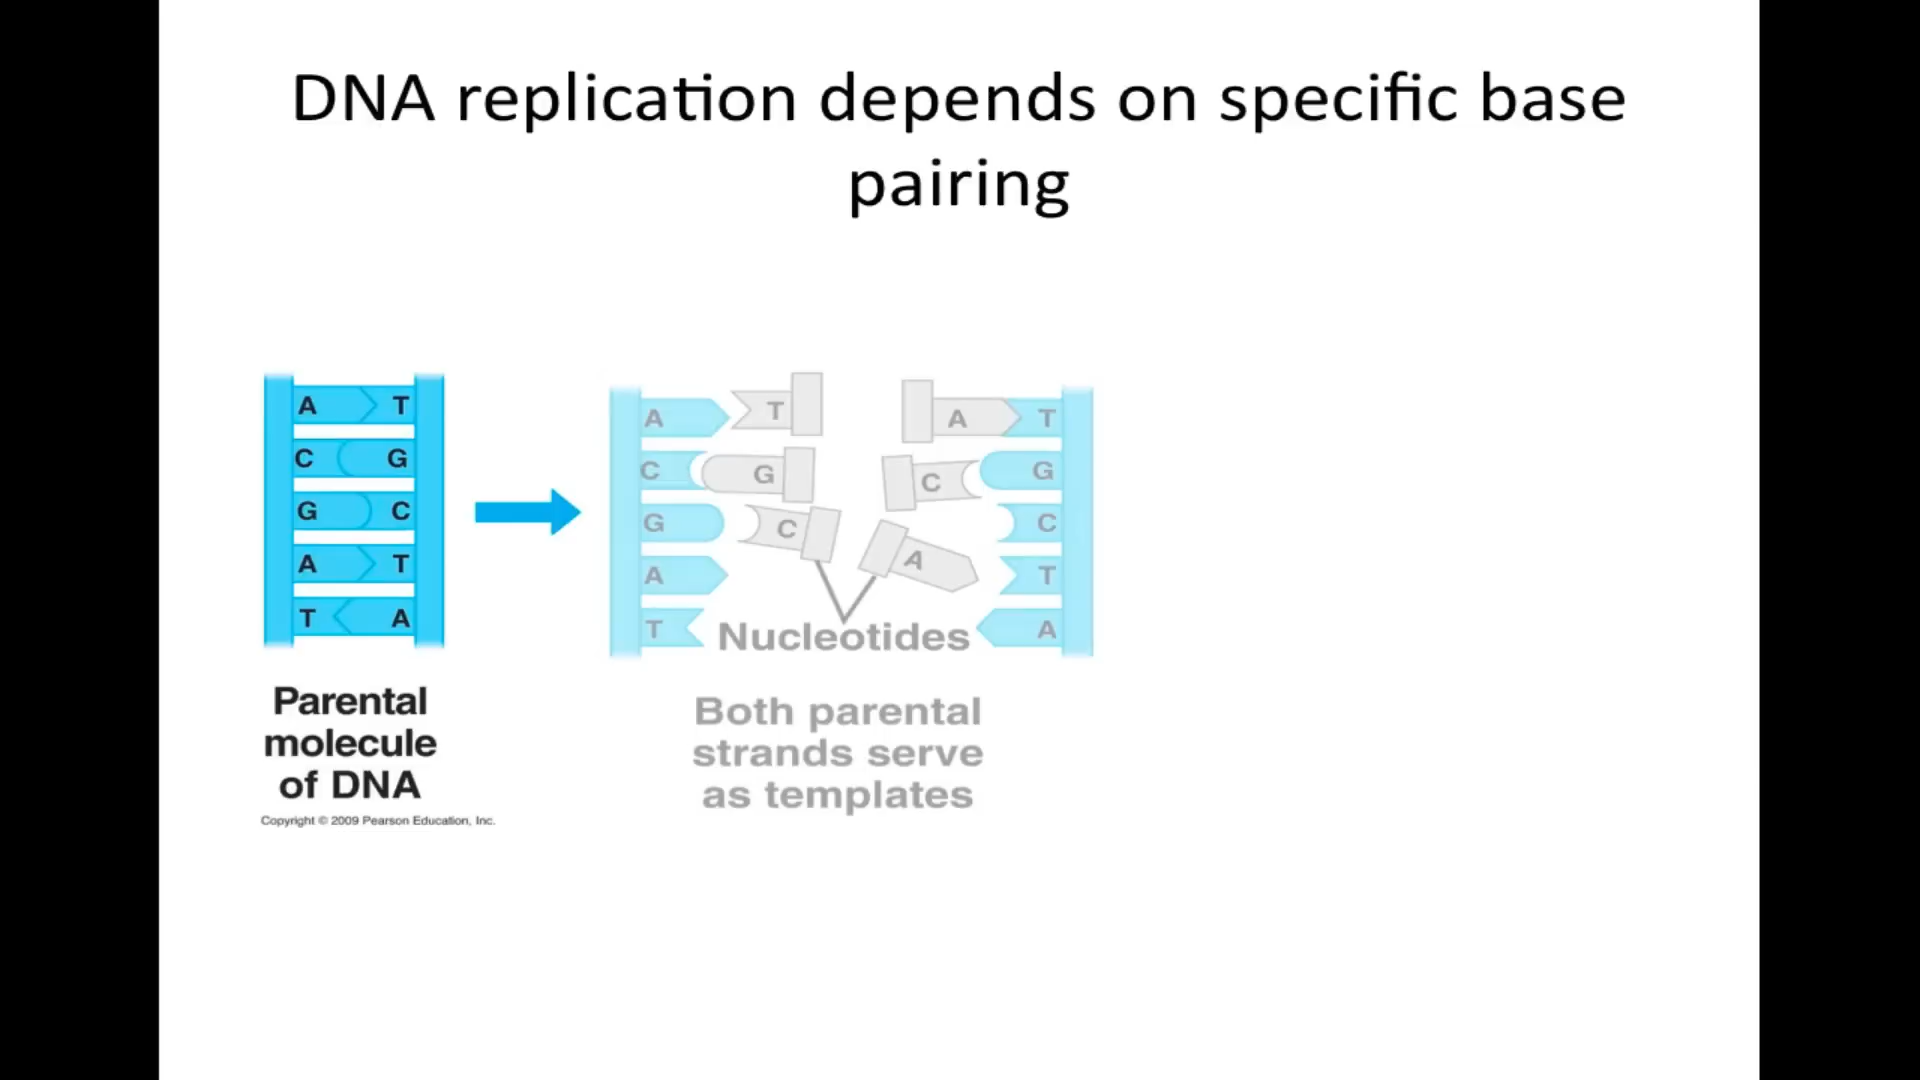 DNA replication depends on specific base
pairing
A T
C G
G C
A T
T A
A T A T
C G C G
G C A C
A T
T Nucleotides A
Parental
molecule
of DNA
Both parental
strands serve
as templates
Copyright © 2009 Pearson Education, Inc.